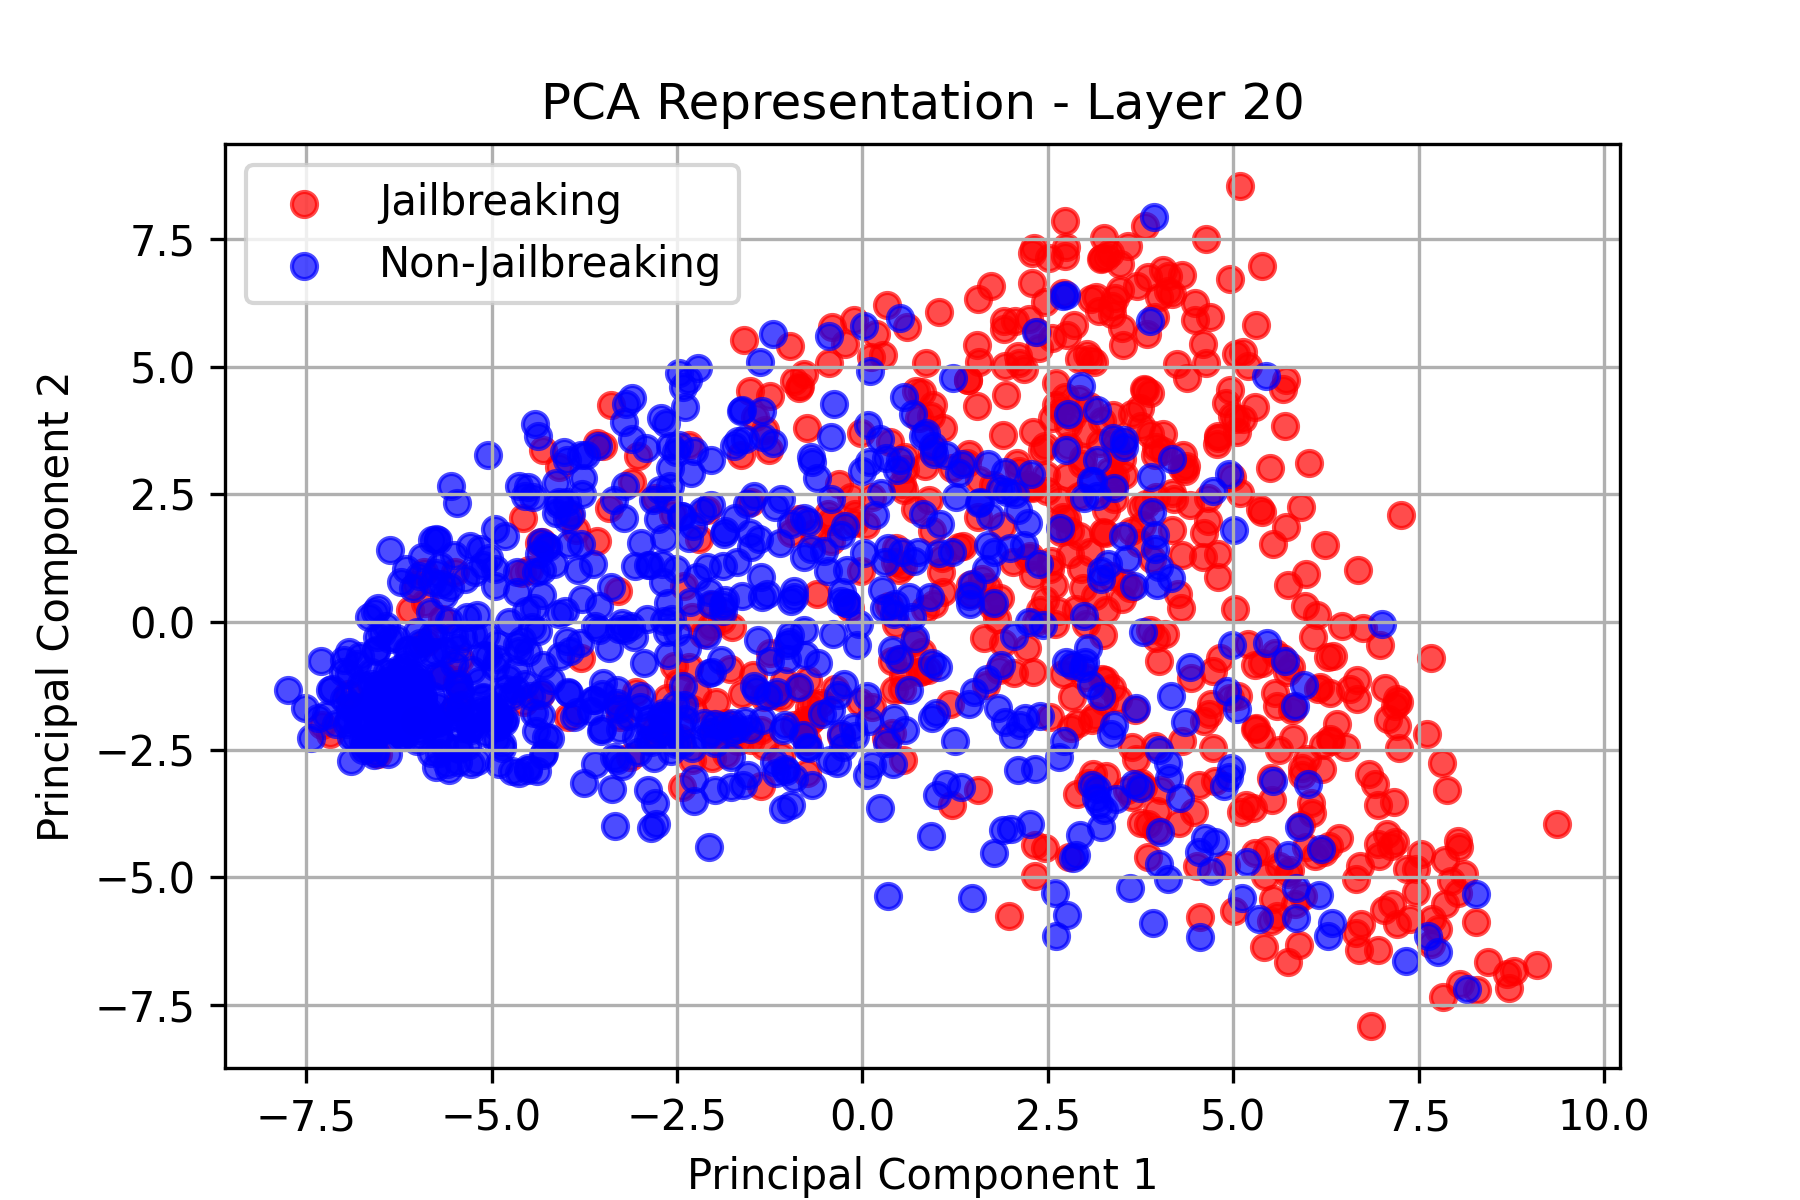 PCA Representation - Layer 20
Jailbreaking
Non-Jailbreaking
7.5
5.0
2.5
0.0
−2.5
−5.0
−7.5
Principal Component 2
−7.5 −5.0 −2.5 0.0 2.5 5.0 7.5 10.0
Principal Component 1